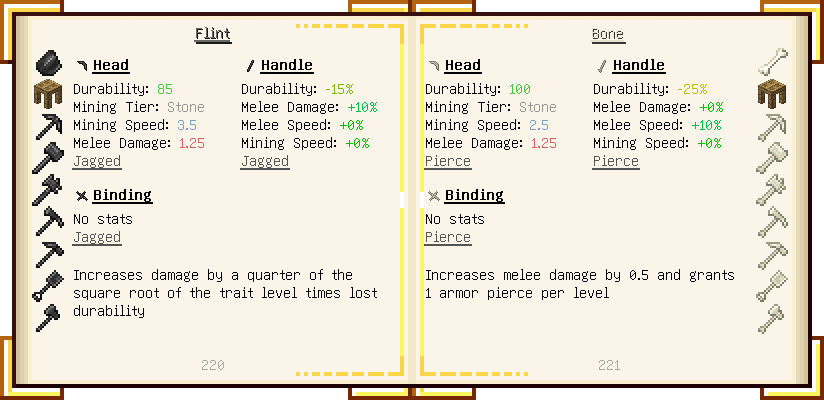 Flint
Head
Durability: 85
Mining Tier: Stone
Mining Speed: 3.5
Melee Damage: 1.25
Jagged
Handle
Durability: -15%
Melee Damage: +10%
Melee Speed: +0%
Mining Speed: +0%
Jagged
Binding
No stats
Jagged
Increases damage by a quarter of the
square root of the trait level times lost
durability
220
Bone
Head
Durability: 100
Mining Tier: Stone
Mining Speed: 2.5
Melee Damage: 1.25
Pierce
Handle
Durability: -25%
Melee Damage: +0%
Melee Speed: +10%
Mining Speed: +0%
Pierce
Binding
No stats
Pierce
Increases melee damage by 0.5 and grants
1 armor pierce per level
221